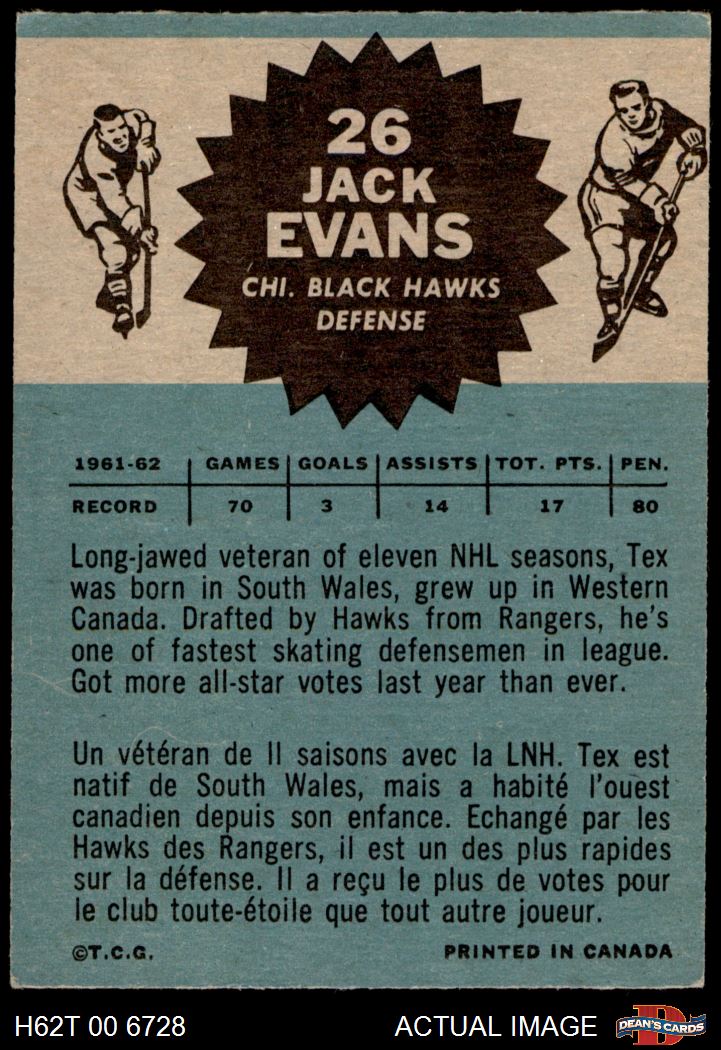 26
JACK
EVANS
CHI. BLACK HAWKS
DEFENSE
1961-62 GAMES GOALS ASSISTS TOT. PTS. PEN.
RECORD 70 3 14 17 80
Long-jawed veteran of eleven NHL seasons, Tex
was born in South Wales, grew up in Western
Canada. Drafted by Hawks from Rangers, he's
one of fastest skating defensemen in league.
Got more all-star votes last year than ever.
Un vétéran de 11 saisons avec la LNH. Tex est
natif de South Wales, mais a habité l'ouest
canadien depuis son enfance. Echangé par les
Hawks des Rangers, il est un des plus rapides
sur la défense. Il a reçu le plus de votes pour
le club toute-étoile que tout autre joueur.
©T.C.G. PRINTED IN CANADA
H62T 00 6728 ACTUAL IMAGE D DEAN'S CARDS